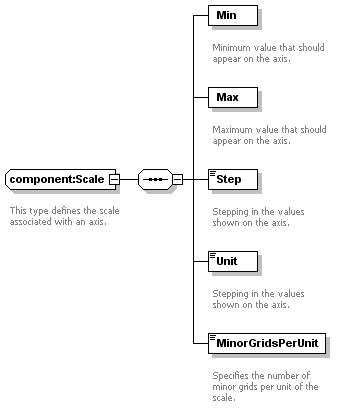 Min
Minimum value that should
appear on the axis.
Max
Maximum value that should
appear on the axis.
component:Scale
This type defines the scale
associated with an axis.
Step
Stepping in the values
shown on the axis.
Unit
Stepping in the values
shown on the axis.
MinorGridsPerUnit
Specifies the number of
minor grids per unit of the
scale.